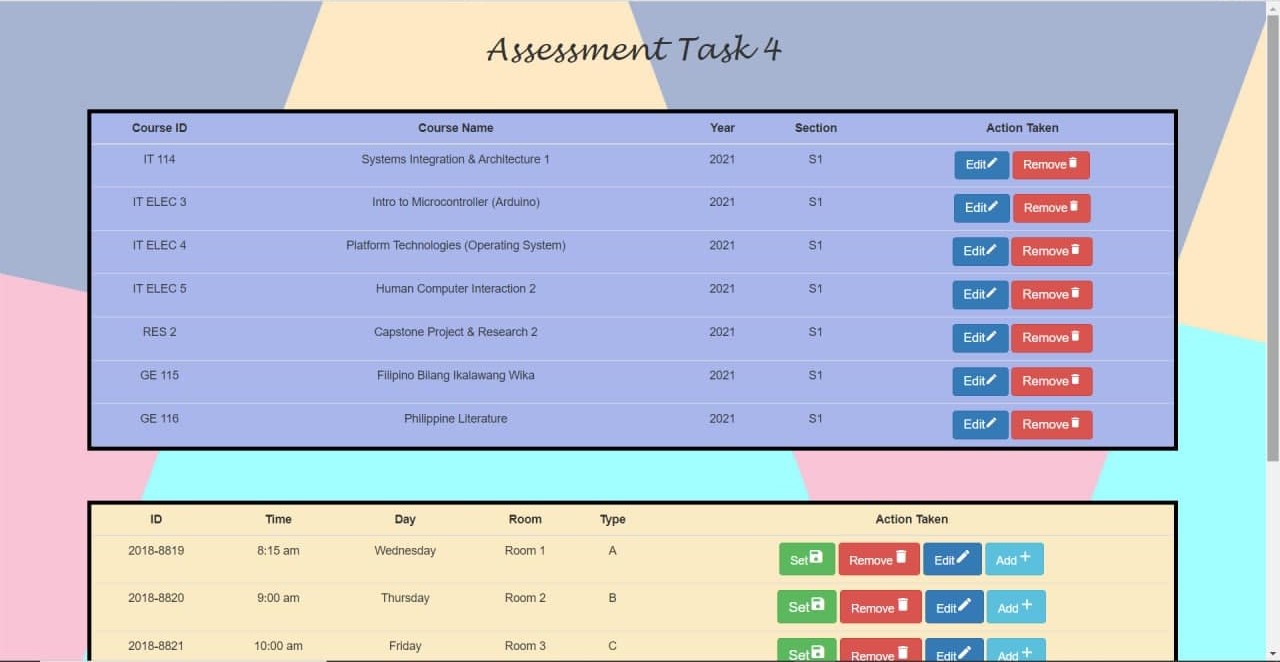 Assessment Task 4
Course ID Course Name Year Section Action Taken
IT 114 Systems Integration & Architecture 1 2021 S1 Edit Remove
IT ELEC 3 Intro to Microcontroller (Arduino) 2021 S1 Edit Remove
IT ELEC 4 Platform Technologies (Operating System) 2021 S1 Edit Remove
IT ELEC 5 Human Computer Interaction 2 2021 S1 Edit Remove
RES 2 Capstone Project & Research 2 2021 S1 Edit Remove
GE 115 Filipino Bilang Ikalawang Wika 2021 S1 Edit Remove
GE 116 Philippine Literature 2021 S1 Edit Remove
ID Time Day Room Type Action Taken
2018-8819 8:15 am Wednesday Room 1 A Set Remove Edit Add
2018-8820 9:00 am Thursday Room 2 B Set Remove Edit Add
2018-8821 10:00 am Friday Room 3 C Set Remove Edit Add